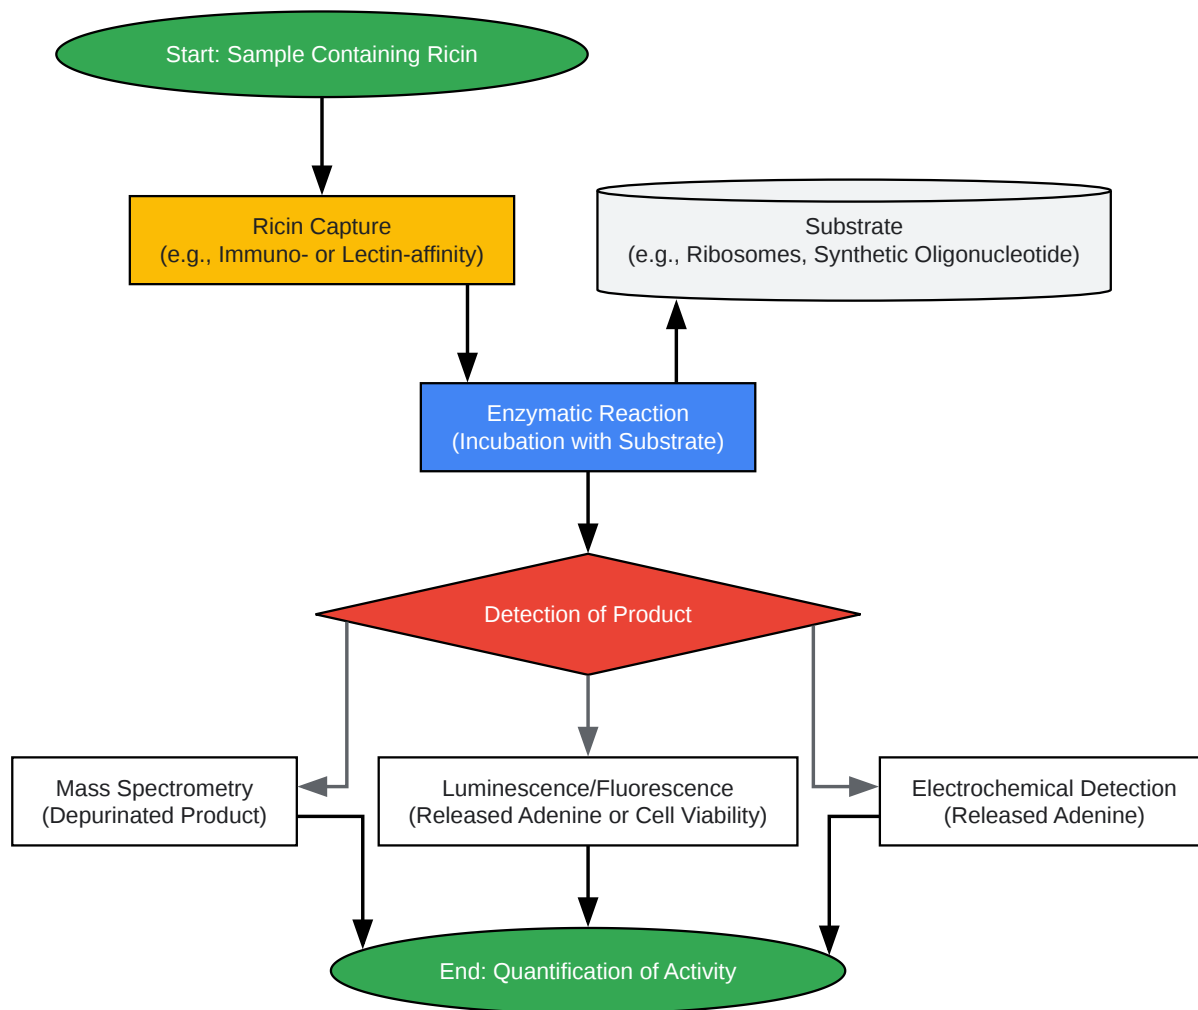 Start: Sample Containing Ricin
Ricin Capture
(e.g., Immuno- or Lectin-affinity)
Substrate
(e.g., Ribosomes, Synthetic Oligonucleotide)
Enzymatic Reaction
(Incubation with Substrate)
Detection of Product
Mass Spectrometry
(Depurinated Product)
Luminescence/Fluorescence
(Released Adenine or Cell Viability)
Electrochemical Detection
(Released Adenine)
End: Quantification of Activity